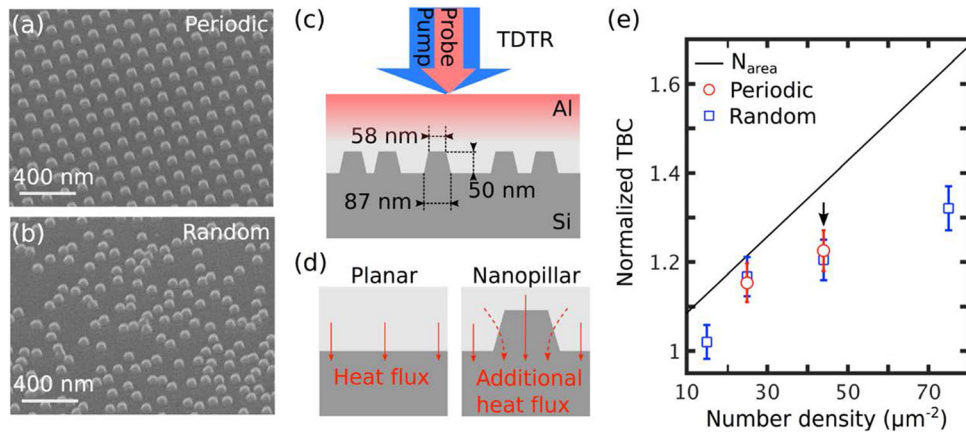 (a)
Periodic
400 nm
(b)
Random
400 nm
(c)
Pump
Probe
TDTR
Al
58 nm
87 nm
50 nm
Si
(d)
Planar
Nanopillar
Heat flux
Additional
heat flux
(e)
Normalized TBC
1.6
1.4
1.2
1
N_area
Periodic
Random
10
30
50
70
Number density (μm⁻²)